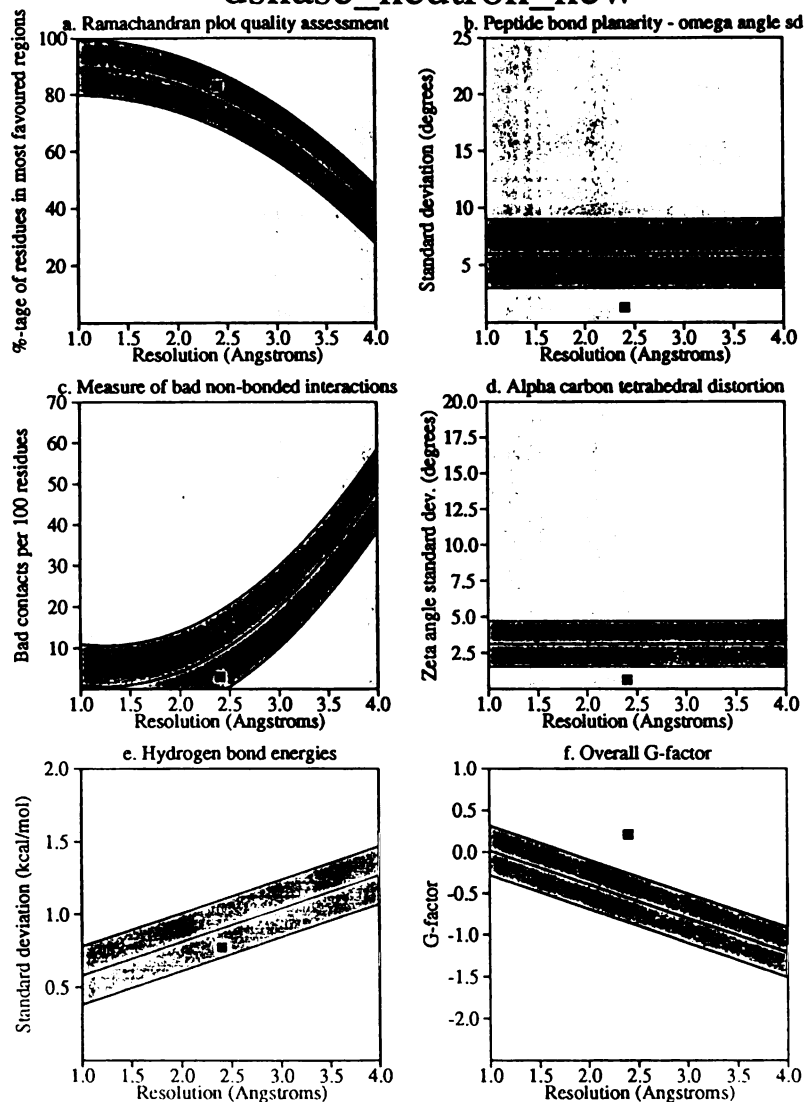 a. Ramachandran plot quality assessment
%-tage of residues in most favoured regions
100
80
60
40
20
1.0 1.5 2.0 2.5 3.0 3.5 4.0
Resolution (Angstroms)
b. Peptide bond planarity - omega angle sd
Standard deviation (degrees)
25
20
15
10
5
1.0 1.5 2.0 2.5 3.0 3.5 4.0
Resolution (Angstroms)
c. Measure of bad non-bonded interactions
Bad contacts per 100 residues
70
60
50
40
30
20
10
1.0 1.5 2.0 2.5 3.0 3.5 4.0
Resolution (Angstroms)
d. Alpha carbon tetrahedral distortion
Zeta angle standard dev. (degrees)
20.0
17.5
15.0
12.5
10.0
7.5
5.0
2.5
1.0 1.5 2.0 2.5 3.0 3.5 4.0
Resolution (Angstroms)
e. Hydrogen bond energies
Standard deviation (kcal/mol)
2.0
1.5
1.0
0.5
1.0 1.5 2.0 2.5 3.0 3.5 4.0
Resolution (Angstroms)
f. Overall G-factor
G-factor
1.0
0.5
0.0
-0.5
-1.0
-1.5
-2.0
1.0 1.5 2.0 2.5 3.0 3.5 4.0
Resolution (Angstroms)